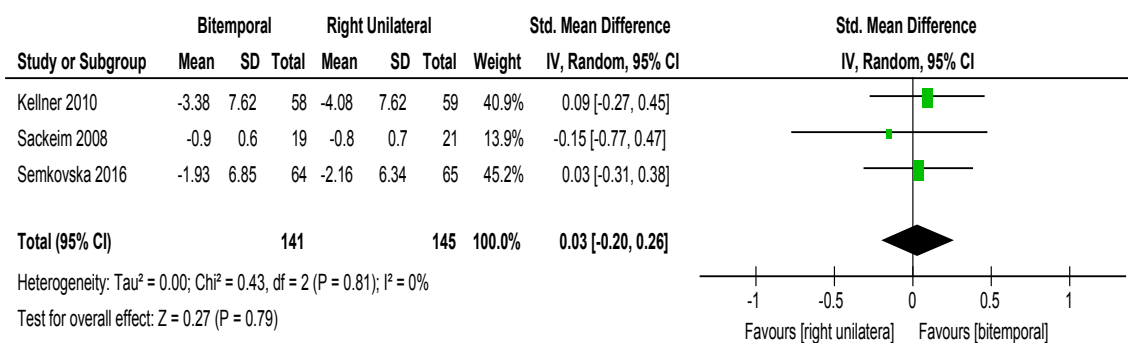 Bitemporal Right Unilateral Std. Mean Difference Std. Mean Difference
Study or Subgroup Mean SD Total Mean SD Total Weight IV, Random, 95% CI IV, Random, 95% CI
Kellner 2010 -3.38 7.62 58 -4.08 7.62 59 40.9% 0.09 [-0.27, 0.45]
Sackeim 2008 -0.9 0.6 19 -0.8 0.7 21 13.9% -0.15 [-0.77, 0.47]
Semkovska 2016 -1.93 6.85 64 -2.16 6.34 65 45.2% 0.03 [-0.31, 0.38]
Total (95% CI) 141 145 100.0% 0.03 [-0.20, 0.26]
Heterogeneity: Tau² = 0.00; Chi² = 0.43, df = 2 (P = 0.81); I² = 0%
Test for overall effect: Z = 0.27 (P = 0.79)
-1 -0.5 0 0.5 1
Favours [right unilatera] Favours [bitemporal]